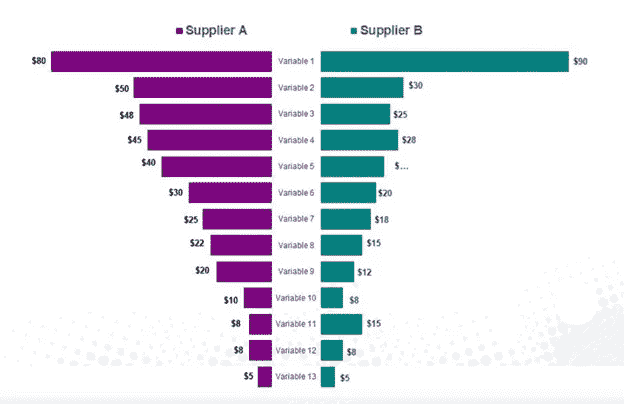 Supplier A Supplier B
$80 Variable 1 $90
$50 Variable 2 $30
$48 Variable 3 $25
$45 Variable 4 $28
$40 Variable 5 $...
$30 Variable 6 $20
$25 Variable 7 $18
$22 Variable 8 $15
$20 Variable 9 $12
$10 Variable 10 $8
$8 Variable 11 $15
$8 Variable 12 $8
$5 Variable 13 $5